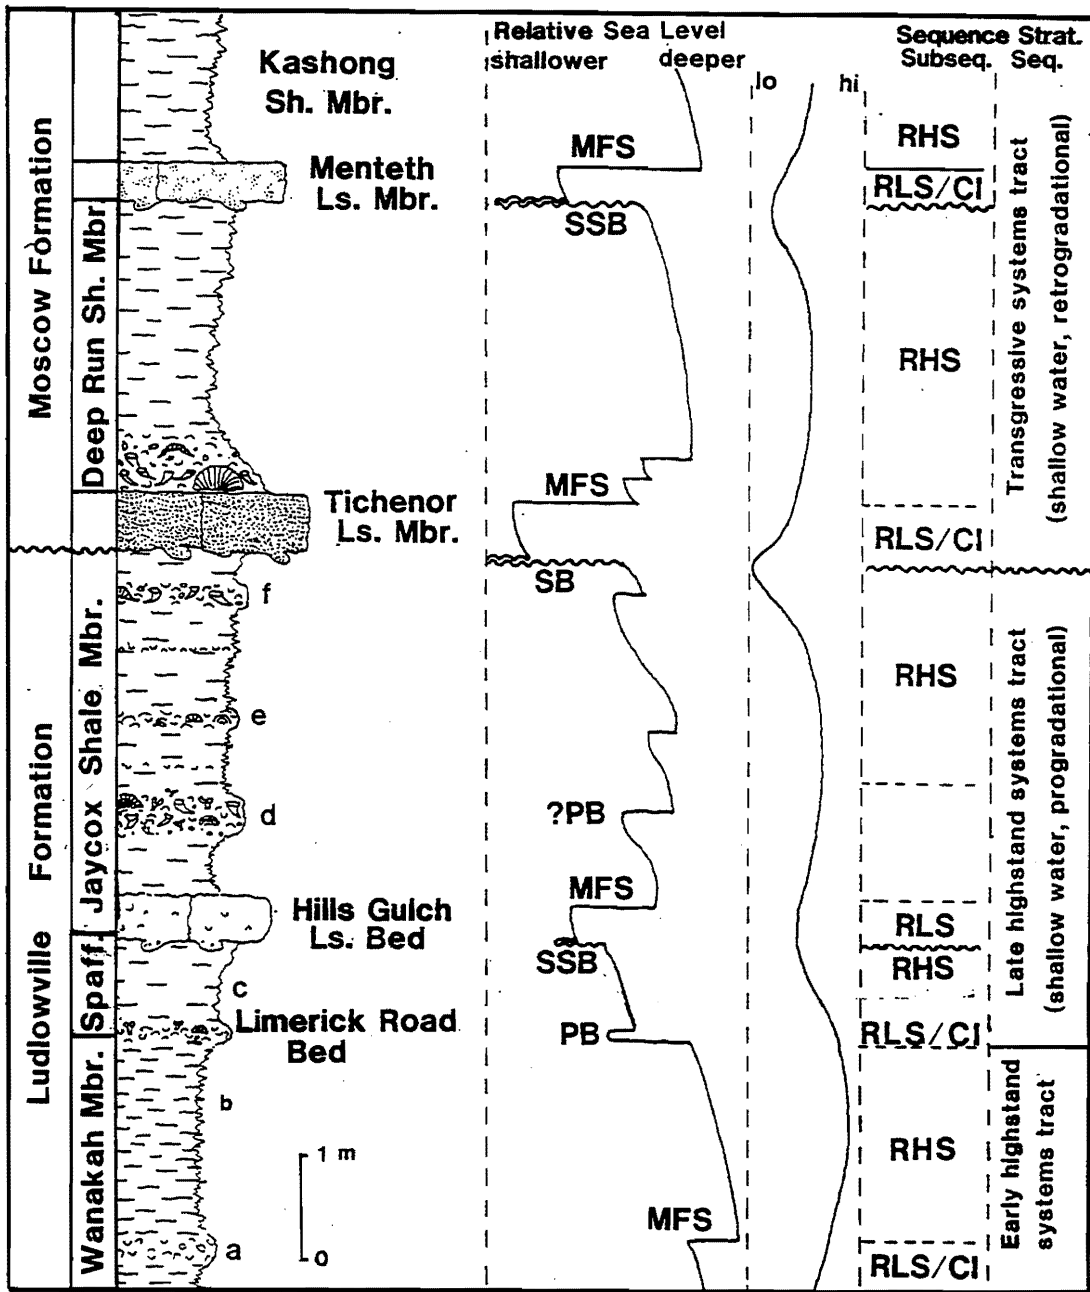 Relative Sea Level
shallower deeper
Sequence Strat.
Subseq. Seq.
lo hi
Moscow Formation
Ludlowville Formation
Deep Run Sh. Mbr.
Jaycox Shale Mbr.
Spaff.
Wanakah Mbr.
Kashong
Sh. Mbr.
Menteth
Ls. Mbr.
Tichenor
Ls. Mbr.
f
e
d
Hills Gulch
Ls. Bed
c
Limerick Road
Bed
b
1 m
0
a
MFS
SSB
MFS
SB
?PB
MFS
SSB
PB
MFS
RHS
RLS/CI
RHS
RLS/CI
RHS
RLS
RHS
RLS/CI
RHS
RLS/CI
Transgressive systems tract
(shallow water, retrogradational)
Late highstand systems tract
(shallow water, progradational)
Early highstand
systems tract